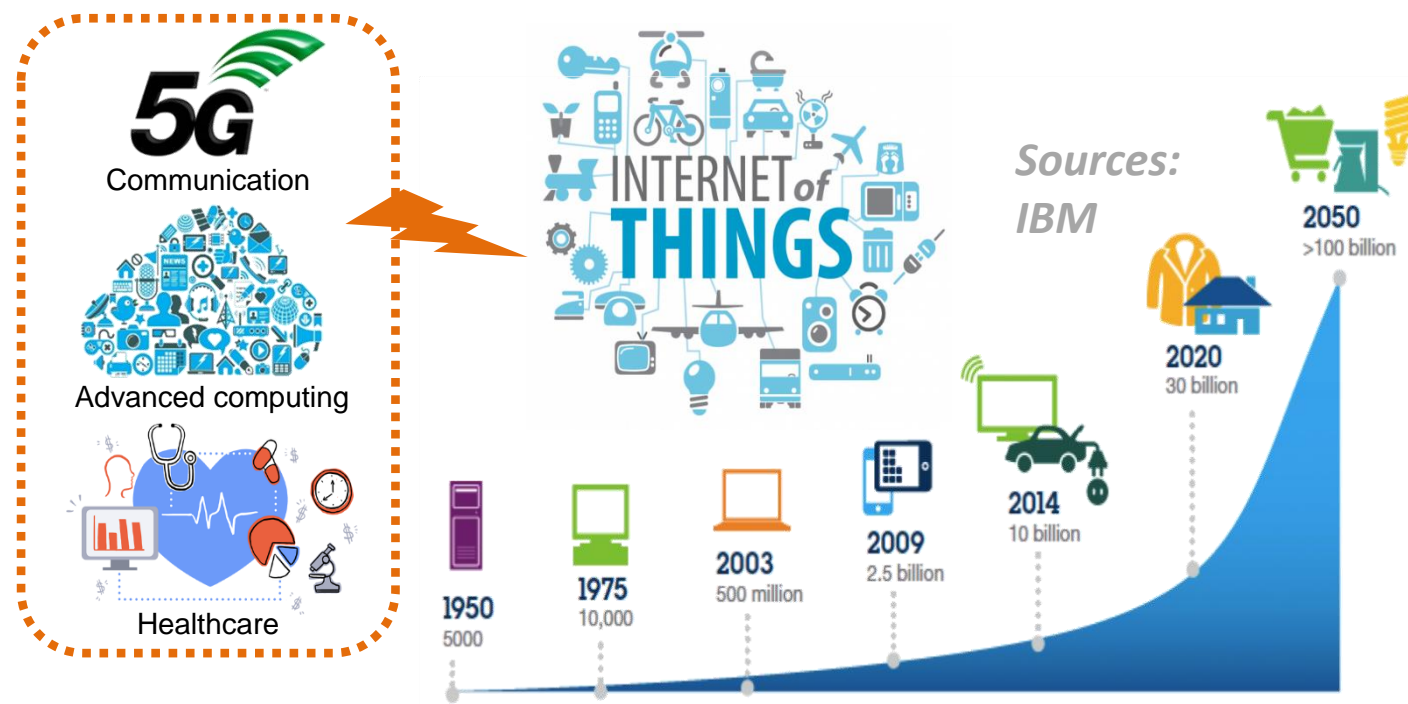 5G
Communication
NEWS
Advanced computing
Healthcare
INTERNET of
THINGS
Sources:
IBM
1950
5000
1975
10,000
2003
500 million
2009
2.5 billion
2014
10 billion
2020
30 billion
2050
>100 billion